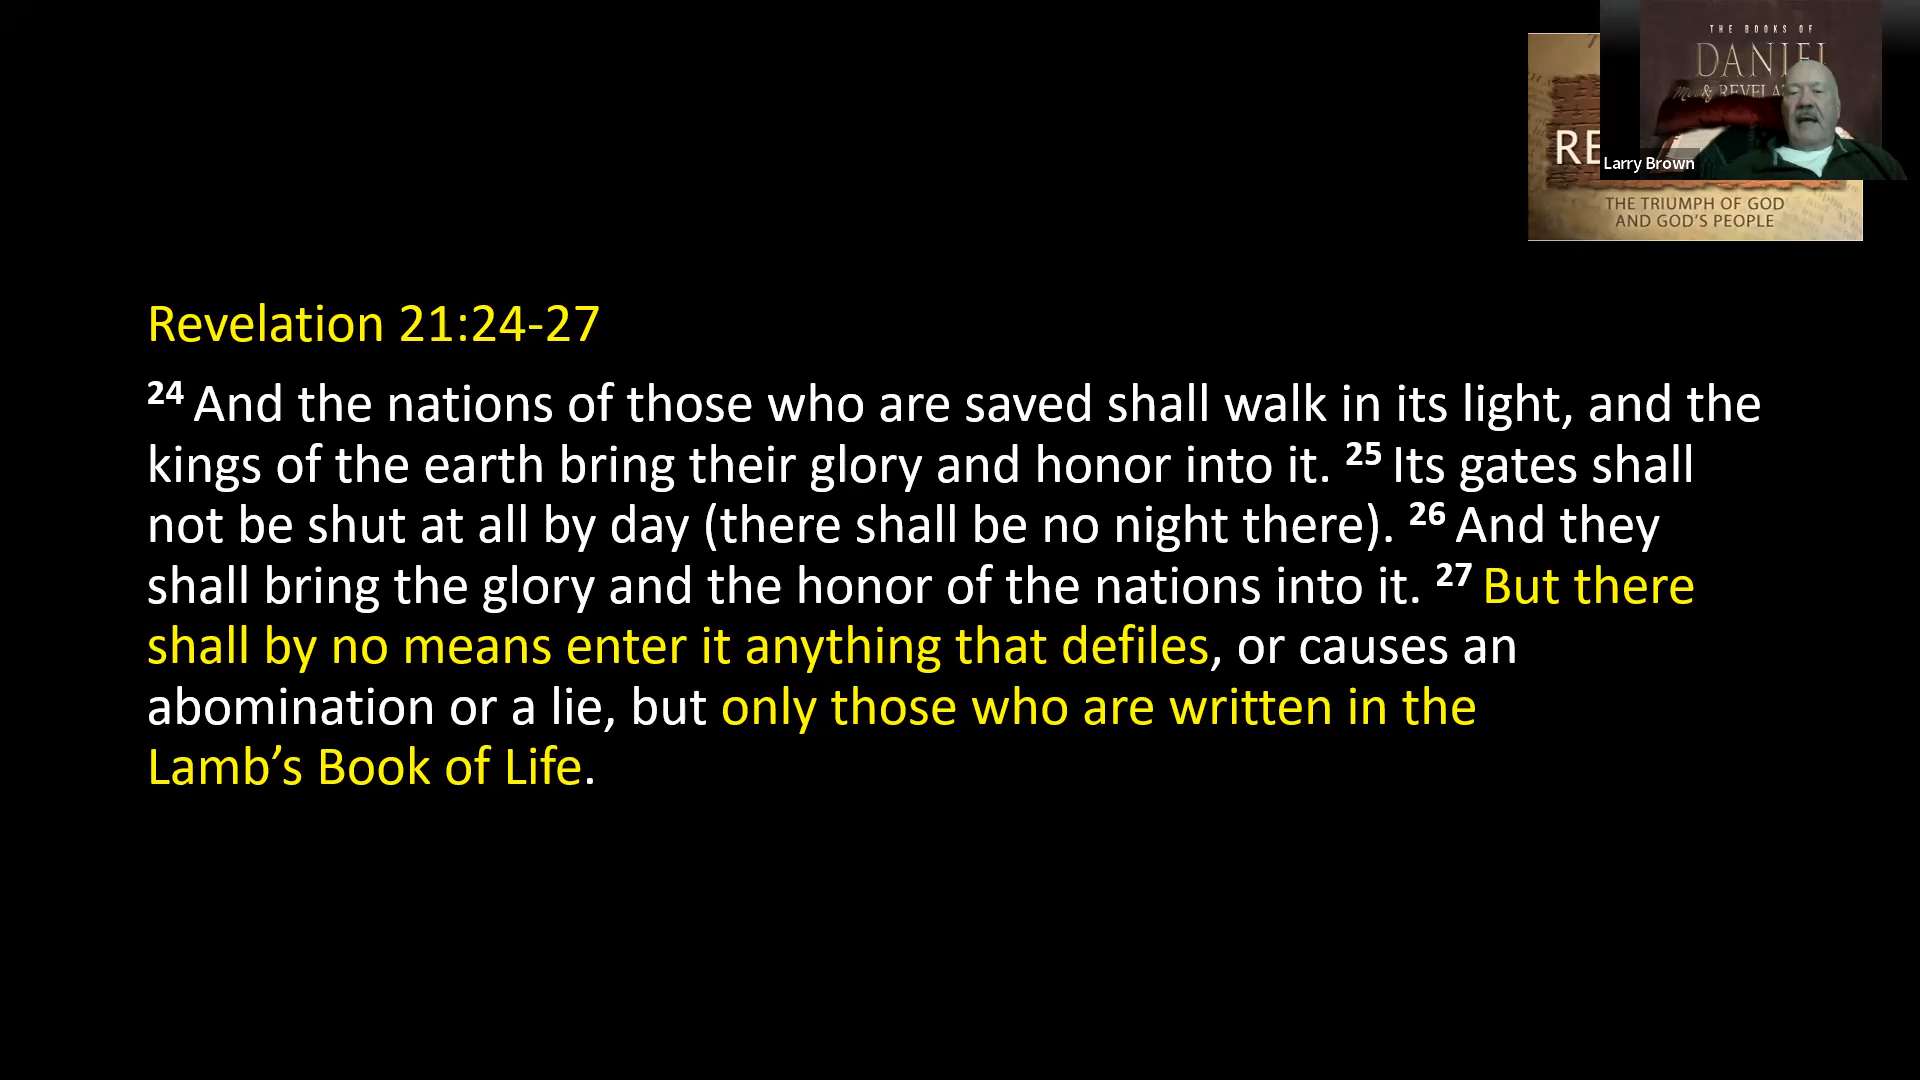 THE BOOKS OF
DANIEL
& REVELA
RE
Larry Brown
THE TRIUMPH OF GOD
AND GOD'S PEOPLE
Revelation 21:24-27
24 And the nations of those who are saved shall walk in its light, and the
kings of the earth bring their glory and honor into it. 25 Its gates shall
not be shut at all by day (there shall be no night there). 26 And they
shall bring the glory and the honor of the nations into it. 27 But there
shall by no means enter it anything that defiles, or causes an
abomination or a lie, but only those who are written in the
Lamb’s Book of Life.